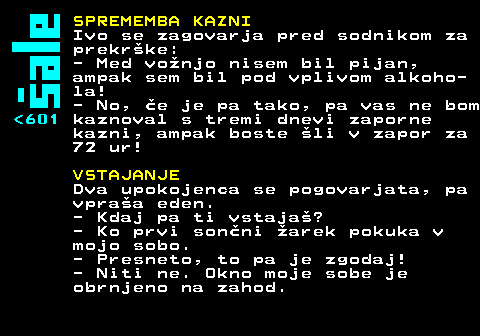 Šale
<601
SPREMEMBA KAZNI
Ivo se zagovarja pred sodnikom za
prekrške:
- Med vožnjo nisem bil pijan,
ampak sem bil pod vplivom alkoho-
la!
- No, če je pa tako, pa vas ne bom
kaznoval s tremi dnevi zaporne
kazni, ampak boste šli v zapor za
72 ur!
VSTAJANJE
Dva upokojenca se pogovarjata, pa
vpraša eden.
- Kdaj pa ti vstajaš?
- Ko prvi sončni žarek pokuka v
mojo sobo.
- Presneto, to pa je zgodaj!
- Niti ne. Okno moje sobe je
obrnjeno na zahod.